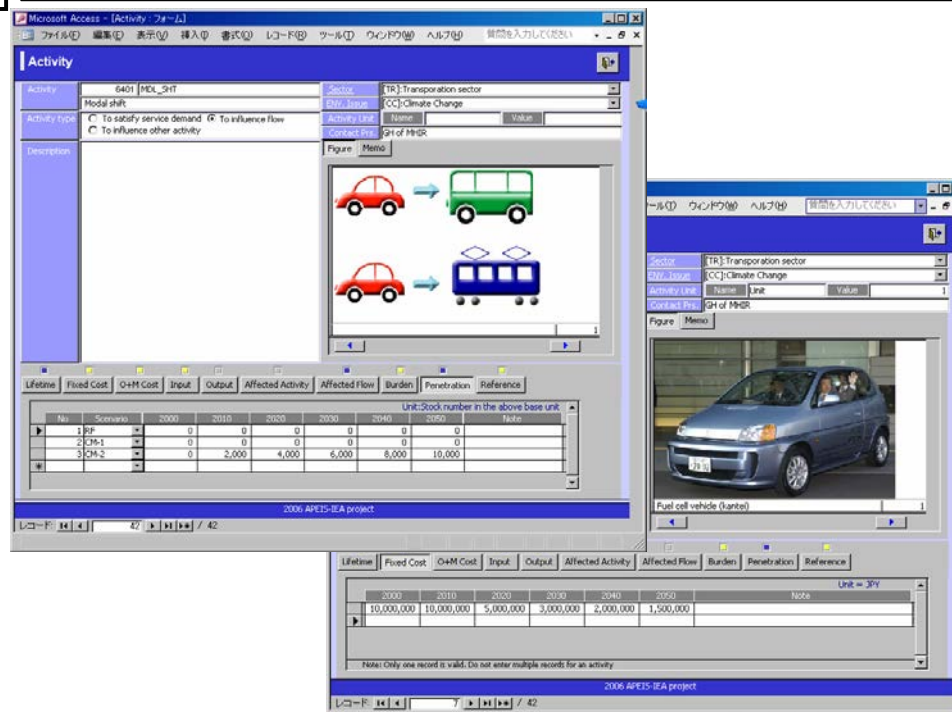 Microsoft Access - [Activity : フォーム]
ファイル(F) 編集(E) 表示(V) 挿入(I) 書式(O) レコード(R) ツール(T) ウィンドウ(W) ヘルプ(H) 質問を入力してください
Activity
Activity 6401 MDL_SHT
Modal shift
Sector [TR]:Transporation sector
ENV. Issue [CC]:Climate Change
Activity type To satisfy service demand To influence flow
To influence other activity
Activity Unit Name Value
Contact Prs. GH of MHIR
Description
Figure Memo
1
Lifetime Fixed Cost O+M Cost Input Output Affected Activity Affected Flow Burden Penetration Reference
Unit:Stock number in the above base unit
No Scenario 2000 2010 2020 2030 2040 2050 Note
1 RF 0 0 0 0 0 0
2 CM-1 0 0 0 0 0 0
3 CM-2 0 2,000 4,000 6,000 8,000 10,000
2006 APEIS-IEA project
レコード: 42 / 42
ツール(T) ウィンドウ(W) ヘルプ(H) 質問を入力してください
Sector [TR]:Transporation sector
ENV. Issue [CC]:Climate Change
Activity Unit Name Unit Value 1
Contact Prs. GH of MHIR
Figure Memo
Fuel cell vehicle (kantei) 1
Lifetime Fixed Cost O+M Cost Input Output Affected Activity Affected Flow Burden Penetration Reference
Unit = JPY
2000 2010 2020 2030 2040 2050 Note
10,000,000 10,000,000 5,000,000 3,000,000 2,000,000 1,500,000
Note: Only one record is valid. Do not enter multiple records for an activity
2006 APEIS-IEA project
レコード: 7 / 42